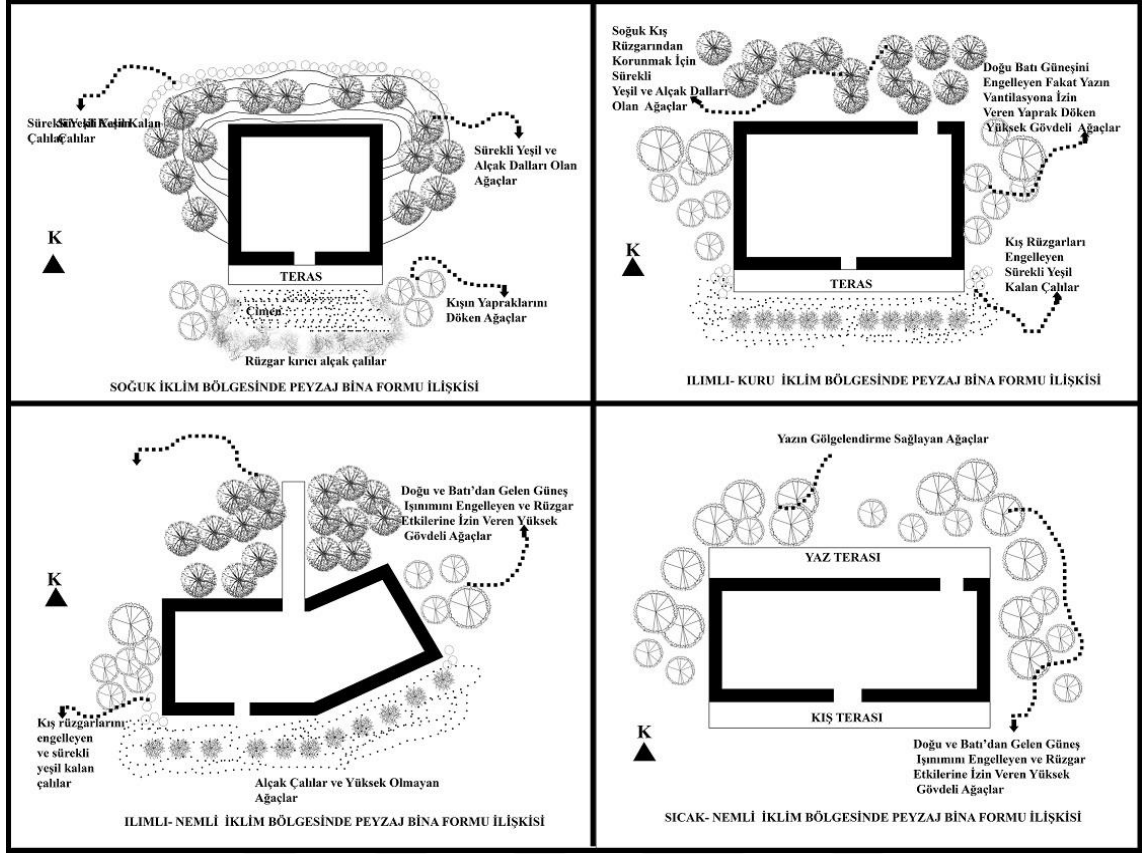 Sürekli Yeşil Kalan
Çalılar
Sürekli Yeşil ve
Alçak Dalları Olan
Ağaçlar
K
TERAS
Çimen
Kışın Yapraklarını
Döken Ağaçlar
Rüzgar kırıcı alçak çalılar
SOĞUK İKLİM BÖLGESİNDE PEYZAJ BİNA FORMU İLİŞKİSİ
Soğuk Kış
Rüzgarından
Korunmak İçin
Sürekli
Yeşil ve Alçak Dalları
Olan Ağaçlar
Doğu Batı Güneşini
Engelleyen Fakat Yazın
Vantilasyona İzin
Veren Yaprak Döken
Yüksek Gövdeli Ağaçlar
K
TERAS
Kış Rüzgarları
Engelleyen
Sürekli Yeşil
Kalan Çalılar
ILIMLI- KURU İKLİM BÖLGESİNDE PEYZAJ BİNA FORMU İLİŞKİSİ
Doğu ve Batı'dan Gelen Güneş
Işınımını Engelleyen ve Rüzgar
Etkilerine İzin Veren Yüksek
Gövdeli Ağaçlar
K
Kış rüzgarlarını
engelleyen
ve sürekli
yeşil kalan
çalılar
Alçak Çalılar ve Yüksek Olmayan
Ağaçlar
ILIMLI- NEMLİ İKLİM BÖLGESİNDE PEYZAJ BİNA FORMU İLİŞKİSİ
Yazın Gölgelendirme Sağlayan Ağaçlar
YAZ TERASI
K
KIŞ TERASI
Doğu ve Batı'dan Gelen Güneş
Işınımını Engelleyen ve Rüzgar
Etkilerine İzin Veren Yüksek
Gövdeli Ağaçlar
SICAK- NEMLİ İKLİM BÖLGESİNDE PEYZAJ BİNA FORMU İLİŞKİSİ